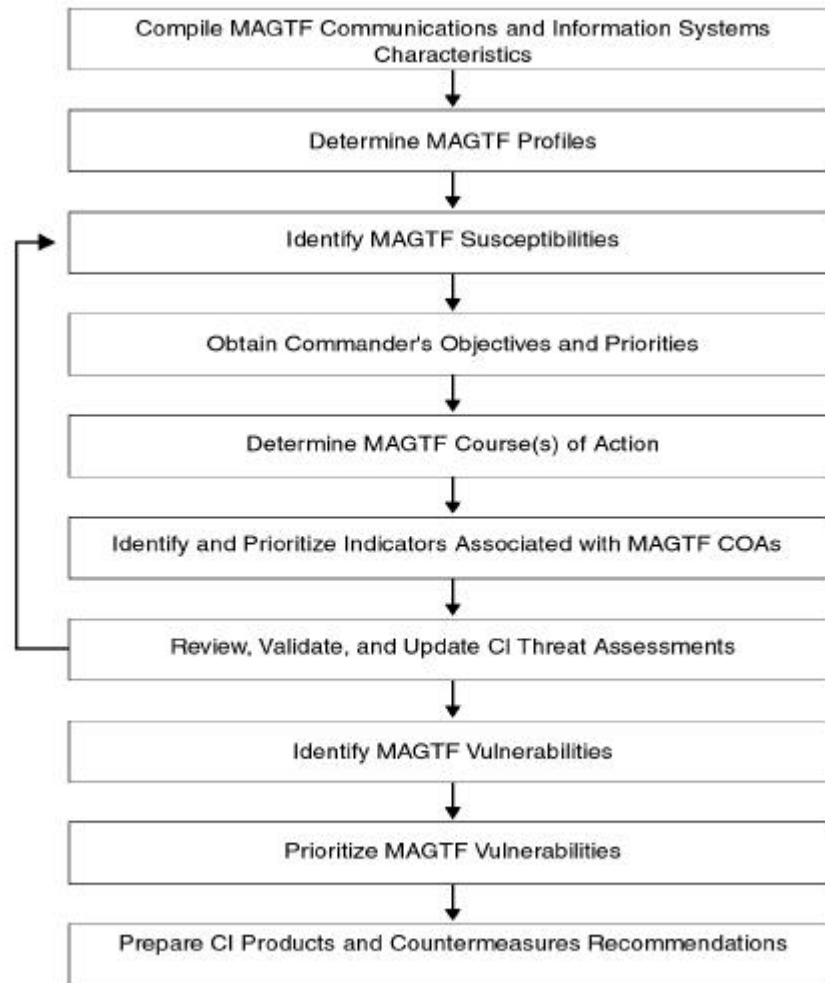 Compile MAGTF Communications and Information Systems
Characteristics
Determine MAGTF Profiles
Identify MAGTF Susceptibilities
Obtain Commander's Objectives and Priorities
Determine MAGTF Course(s) of Action
Identify and Prioritize Indicators Associated with MAGTF COAs
Review, Validate, and Update CI Threat Assessments
Identify MAGTF Vulnerabilities
Prioritize MAGTF Vulnerabilities
Prepare CI Products and Countermeasures Recommendations